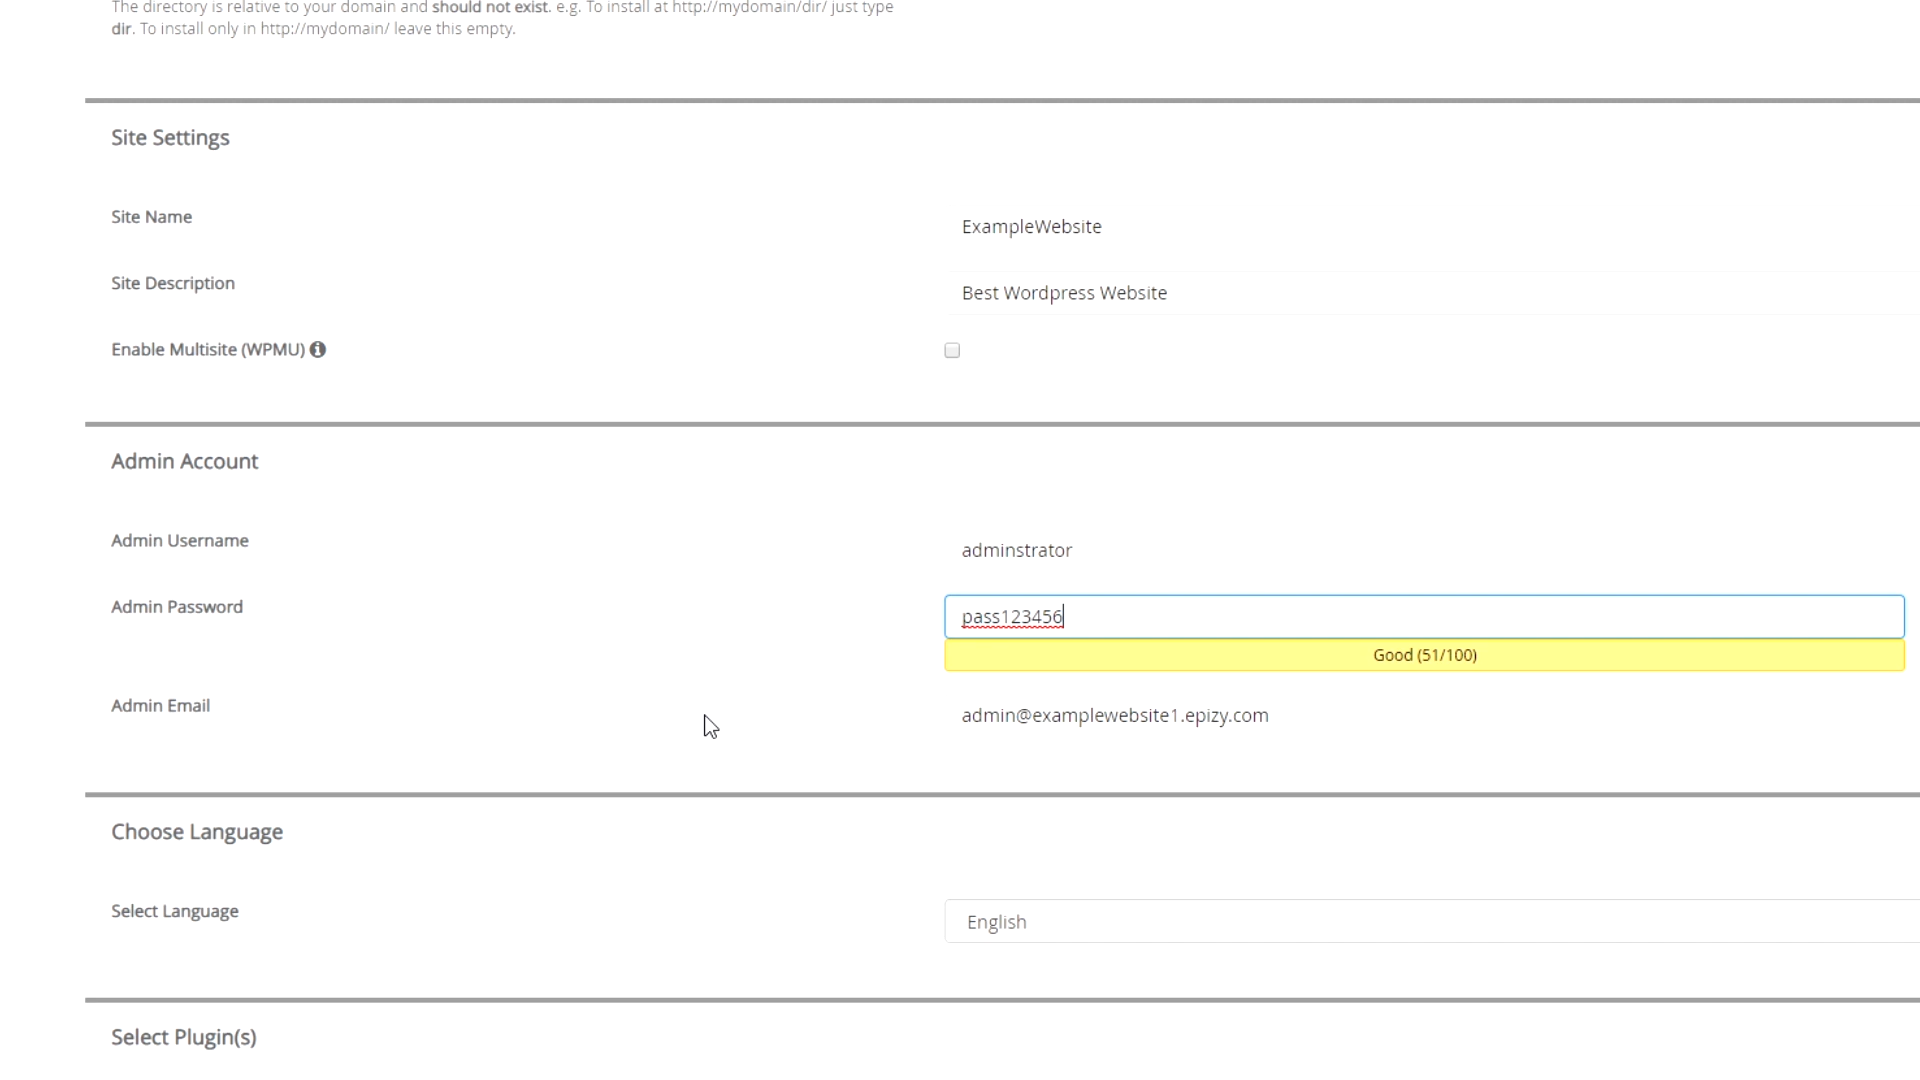 The directory is relative to your domain and should not exist. e.g. To install at http://mydomain/dir/ just type
dir. To install only in http://mydomain/ leave this empty.
Site Settings
Site Name
ExampleWebsite
Site Description
Best Wordpress Website
Enable Multisite (WPMU)
Admin Account
Admin Username
adminstrator
Admin Password
pass123456
Good (51/100)
Admin Email
admin@examplewebsite1.epizy.com
Choose Language
Select Language
English
Select Plugin(s)